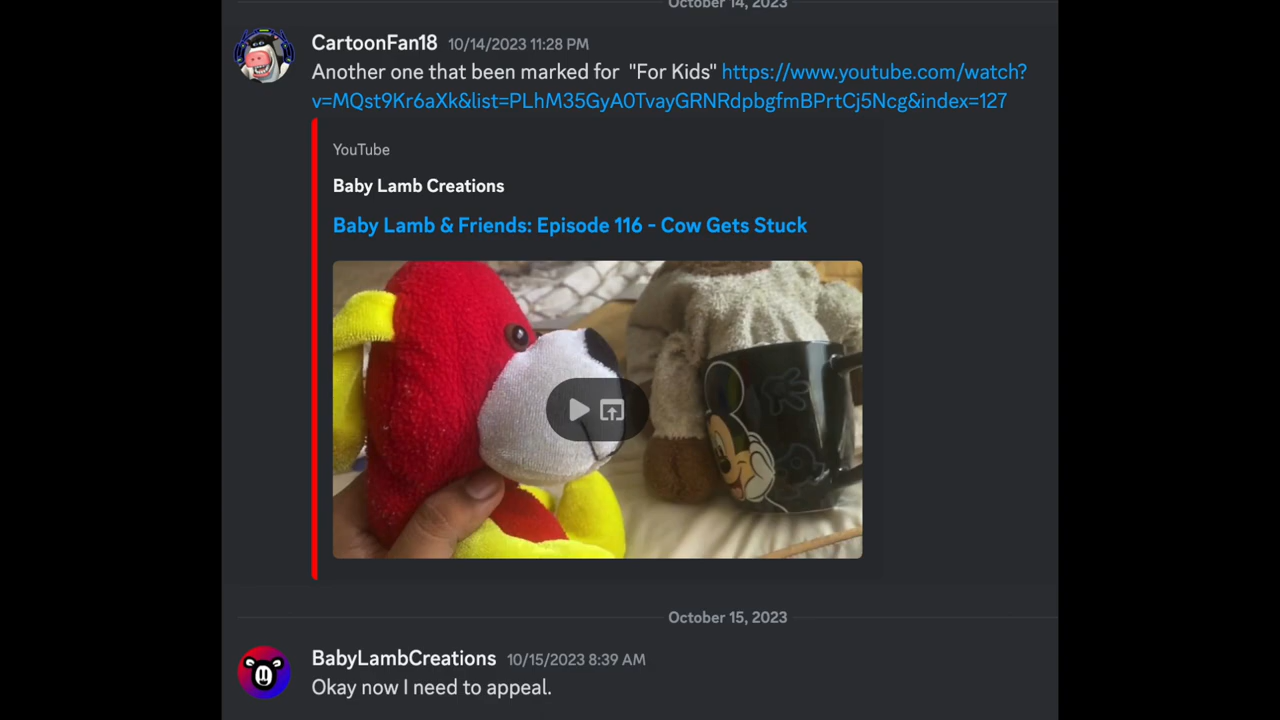 October 14, 2023
CartoonFan18 10/14/2023 11:28 PM
Another one that been marked for "For Kids" https://www.youtube.com/watch?
v=MQst9Kr6aXk&list=PLhM35GyA0TvayGRNRdpbgfmBPrtCj5Ncg&index=127
YouTube
Baby Lamb Creations
Baby Lamb & Friends: Episode 116 - Cow Gets Stuck
October 15, 2023
BabyLambCreations 10/15/2023 8:39 AM
Okay now I need to appeal.